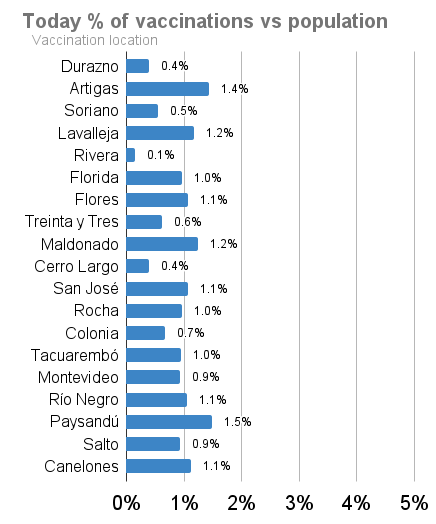 Today % of vaccinations vs population
Vaccination location
Durazno 0.4%
Artigas 1.4%
Soriano 0.5%
Lavalleja 1.2%
Rivera 0.1%
Florida 1.0%
Flores 1.1%
Treinta y Tres 0.6%
Maldonado 1.2%
Cerro Largo 0.4%
San José 1.1%
Rocha 1.0%
Colonia 0.7%
Tacuarembó 1.0%
Montevideo 0.9%
Río Negro 1.1%
Paysandú 1.5%
Salto 0.9%
Canelones 1.1%
0% 1% 2% 3% 4% 5%